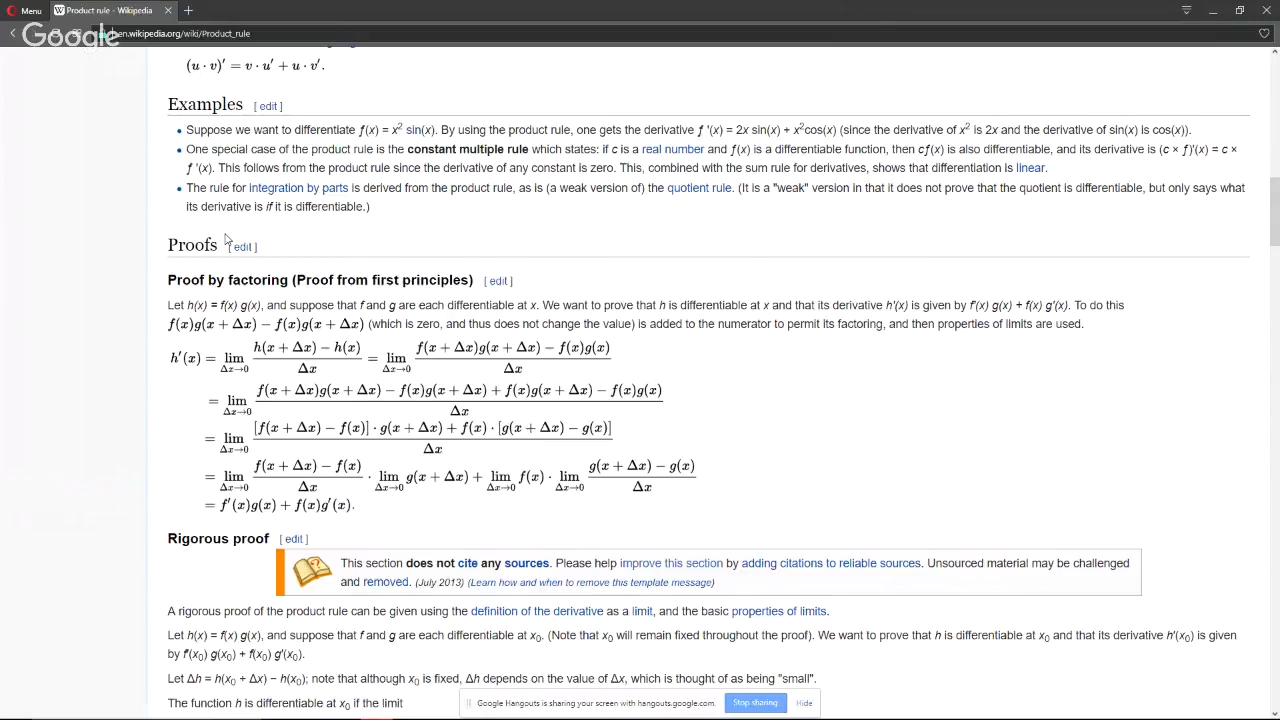 Menu
W Product rule - Wikipedia
Google
en.wikipedia.org/wiki/Product_rule
(u · v)′ = v · u′ + u · v′.
Examples [ edit ]
• Suppose we want to differentiate ƒ(x) = x² sin(x). By using the product rule, one gets the derivative ƒ '(x) = 2x sin(x) + x²cos(x) (since the derivative of x² is 2x and the derivative of sin(x) is cos(x)).
• One special case of the product rule is the constant multiple rule which states: if c is a real number and ƒ(x) is a differentiable function, then cƒ(x) is also differentiable, and its derivative is (c × ƒ)'(x) = c ×
ƒ '(x). This follows from the product rule since the derivative of any constant is zero. This, combined with the sum rule for derivatives, shows that differentiation is linear.
• The rule for integration by parts is derived from the product rule, as is (a weak version of) the quotient rule. (It is a "weak" version in that it does not prove that the quotient is differentiable, but only says what
its derivative is if it is differentiable.)
Proofs [ edit ]
Proof by factoring (Proof from first principles) [ edit ]
Let h(x) = f(x) g(x), and suppose that f and g are each differentiable at x. We want to prove that h is differentiable at x and that its derivative h'(x) is given by f'(x) g(x) + f(x) g'(x). To do this
f(x)g(x + Δx) − f(x)g(x + Δx) (which is zero, and thus does not change the value) is added to the numerator to permit its factoring, and then properties of limits are used.
h′(x) = lim Δx→0 h(x + Δx) − h(x) / Δx = lim Δx→0 f(x + Δx)g(x + Δx) − f(x)g(x) / Δx
= lim Δx→0 f(x + Δx)g(x + Δx) − f(x)g(x + Δx) + f(x)g(x + Δx) − f(x)g(x) / Δx
= lim Δx→0 [f(x + Δx) − f(x)] · g(x + Δx) + f(x) · [g(x + Δx) − g(x)] / Δx
= lim Δx→0 f(x + Δx) − f(x) / Δx · lim Δx→0 g(x + Δx) + lim Δx→0 f(x) · lim Δx→0 g(x + Δx) − g(x) / Δx
= f′(x)g(x) + f(x)g′(x).
Rigorous proof [ edit ]
This section does not cite any sources. Please help improve this section by adding citations to reliable sources. Unsourced material may be challenged
and removed. (July 2013) (Learn how and when to remove this template message)
A rigorous proof of the product rule can be given using the definition of the derivative as a limit, and the basic properties of limits.
Let h(x) = f(x) g(x), and suppose that f and g are each differentiable at x₀. (Note that x₀ will remain fixed throughout the proof). We want to prove that h is differentiable at x₀ and that its derivative h'(x₀) is given
by f'(x₀) g(x₀) + f(x₀) g'(x₀).
Let Δh = h(x₀ + Δx) − h(x₀); note that although x₀ is fixed, Δh depends on the value of Δx, which is thought of as being "small".
The function h is differentiable at x₀ if the limit
Google Hangouts is sharing your screen with hangouts.google.com.
Stop sharing
Hide